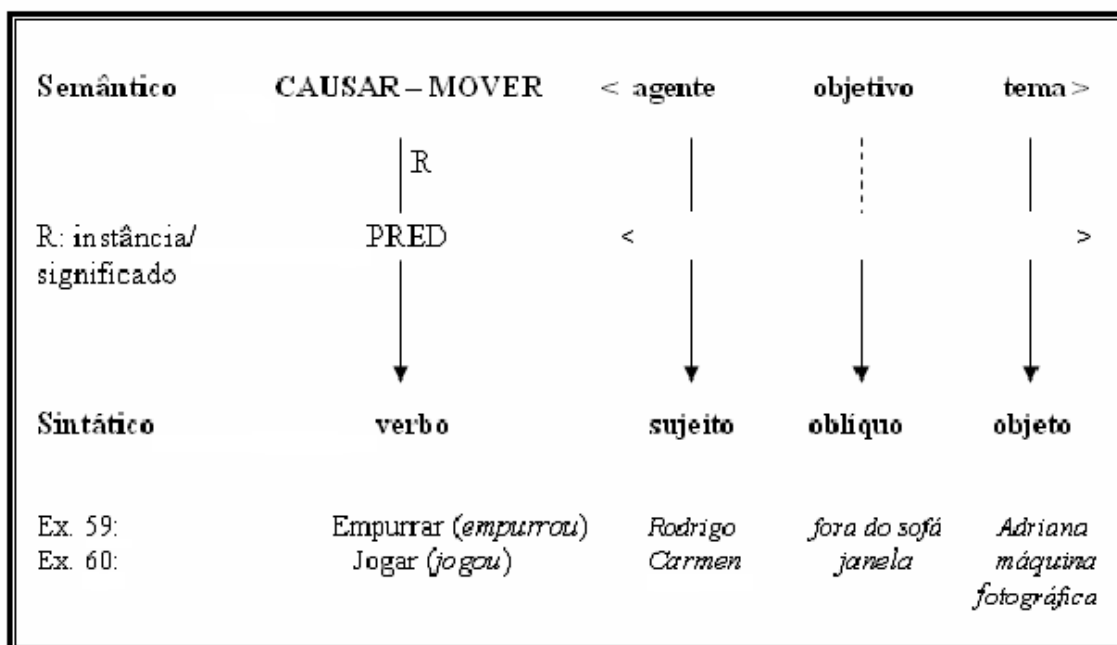 Semântico CAUSAR – MOVER < agente objetivo tema >
R
R: instância/ PRED < >
significado
Sintático verbo sujeito oblíquo objeto
Ex. 59: Empurrar (empurrou) Rodrigo fora do sofá Adriana
Ex. 60: Jogar (jogou) Carmen janela máquina
fotográfica